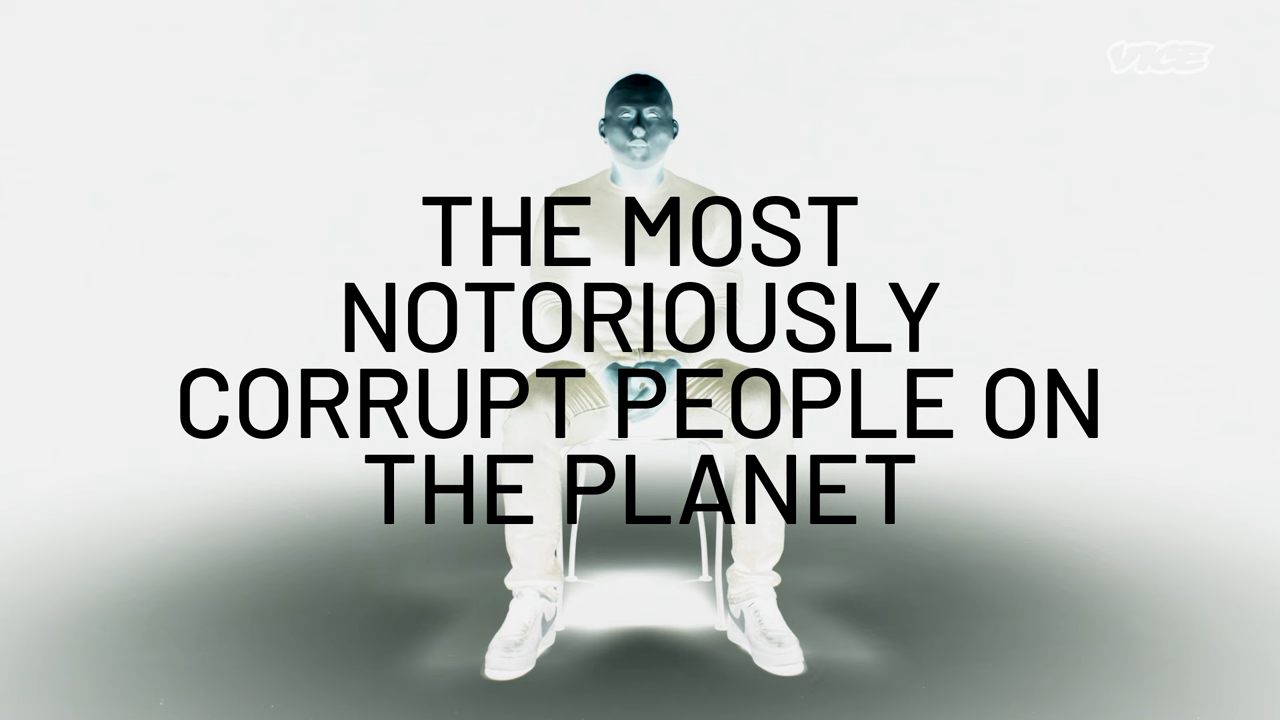 VICE
THE MOST
NOTORIOUSLY
CORRUPT PEOPLE ON
THE PLANET